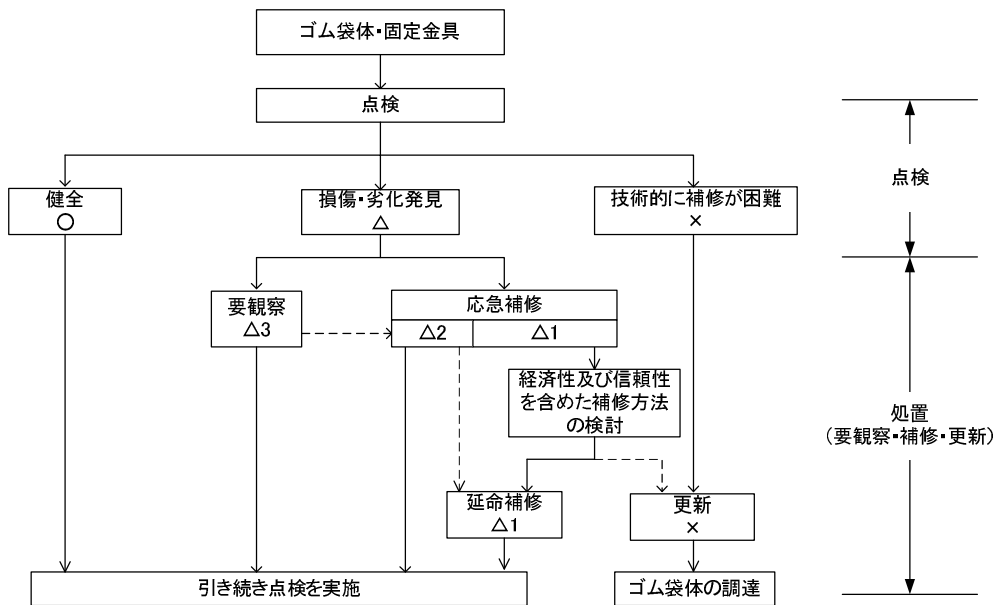 ゴム袋体・固定金具
点検
健全
○
損傷・劣化発見
△
技術的に補修が困難
×
点検
要観察
△3
応急補修
△2
△1
経済性及び信頼性
を含めた補修方法
の検討
処置
(要観察・補修・更新)
延命補修
△1
更新
×
引き続き点検を実施
ゴム袋体の調達